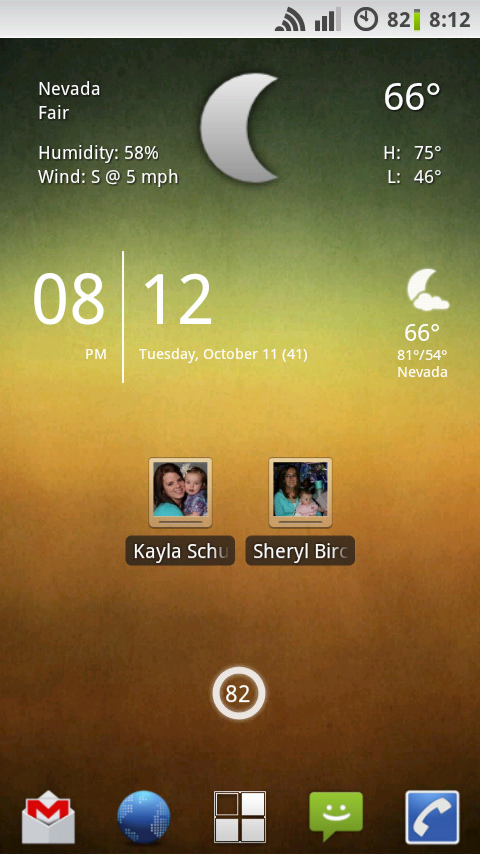 82 8:12
Nevada
Fair
66°
Humidity: 58%
Wind: S @ 5 mph
H: 75°
L: 46°
08 12
PM
Tuesday, October 11 (41)
66°
81°/54°
Nevada
Kayla Schu
Sheryl Birc
82